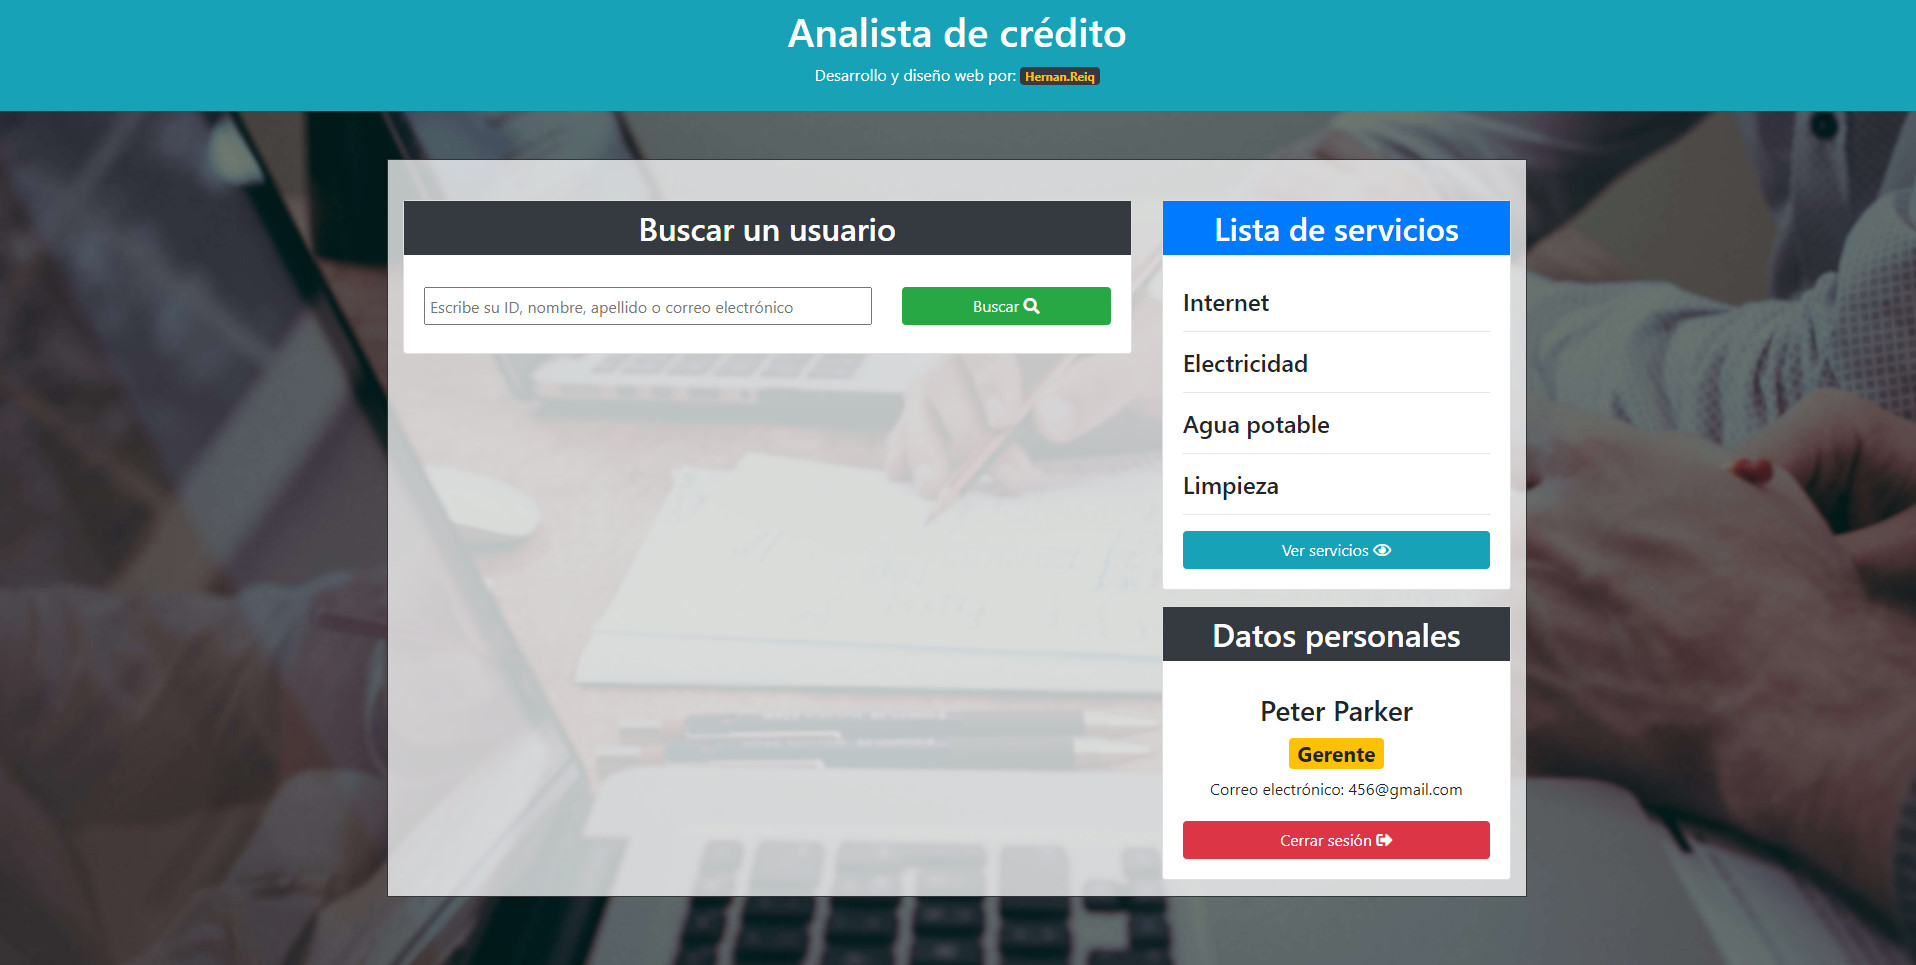 Analista de crédito
Desarrollo y diseño web por: Hernan.Reiq
Buscar un usuario
Escribe su ID, nombre, apellido o correo electrónico
Buscar
Lista de servicios
Internet
Electricidad
Agua potable
Limpieza
Ver servicios
Datos personales
Peter Parker
Gerente
Correo electrónico: 456@gmail.com
Cerrar sesión